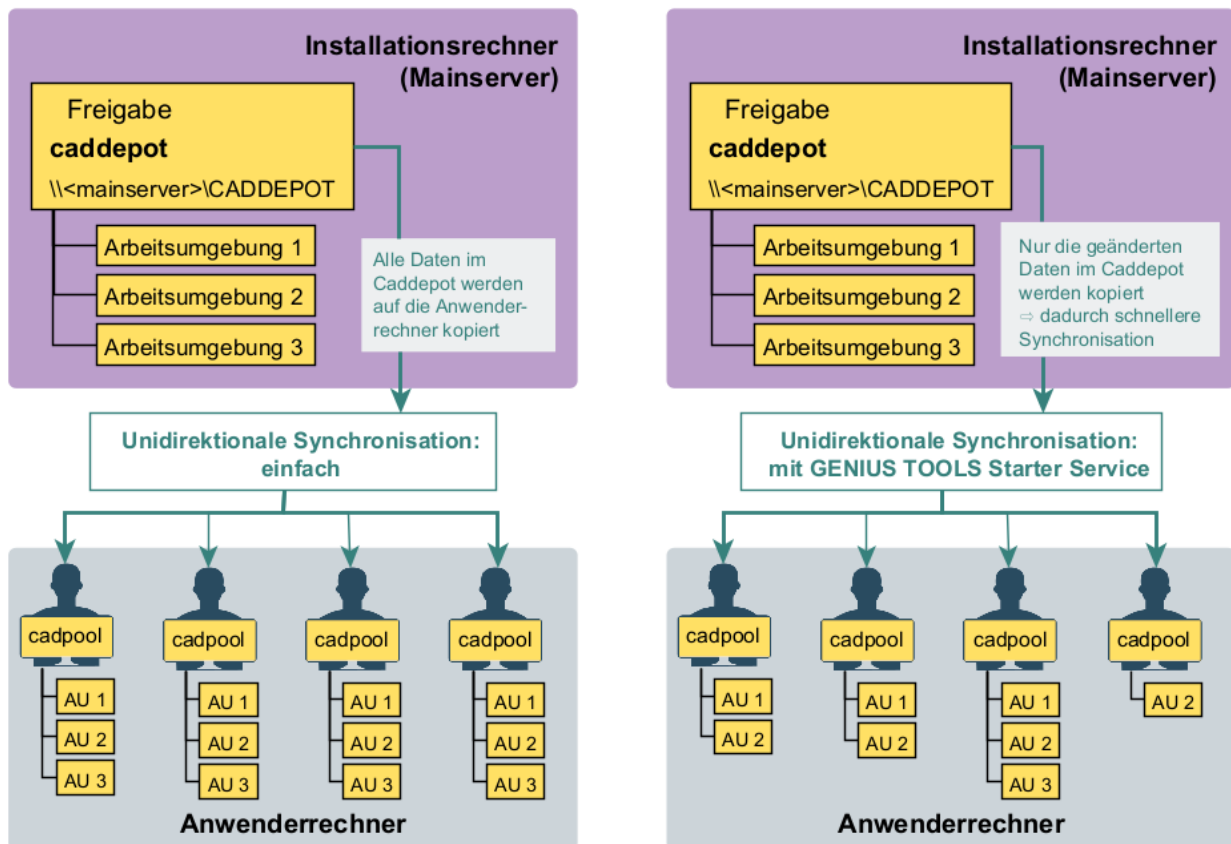 Installationsrechner
(Mainserver)
Freigabe
caddepot
\\<mainserver>\CADDEPOT
Arbeitsumgebung 1
Arbeitsumgebung 2
Arbeitsumgebung 3
Alle Daten im
Caddepot werden
auf die Anwender-
rechner kopiert
Unidirektionale Synchronisation:
einfach
cadpool
AU 1
AU 2
AU 3
cadpool
AU 1
AU 2
AU 3
cadpool
AU 1
AU 2
AU 3
cadpool
AU 1
AU 2
AU 3
Anwenderrechner
Installationsrechner
(Mainserver)
Freigabe
caddepot
\\<mainserver>\CADDEPOT
Arbeitsumgebung 1
Arbeitsumgebung 2
Arbeitsumgebung 3
Nur die geänderten
Daten im Caddepot
werden kopiert
⇨ dadurch schnellere
Synchronisation
Unidirektionale Synchronisation:
mit GENIUS TOOLS Starter Service
cadpool
AU 1
AU 2
cadpool
AU 1
AU 2
cadpool
AU 1
AU 2
AU 3
cadpool
AU 2
Anwenderrechner